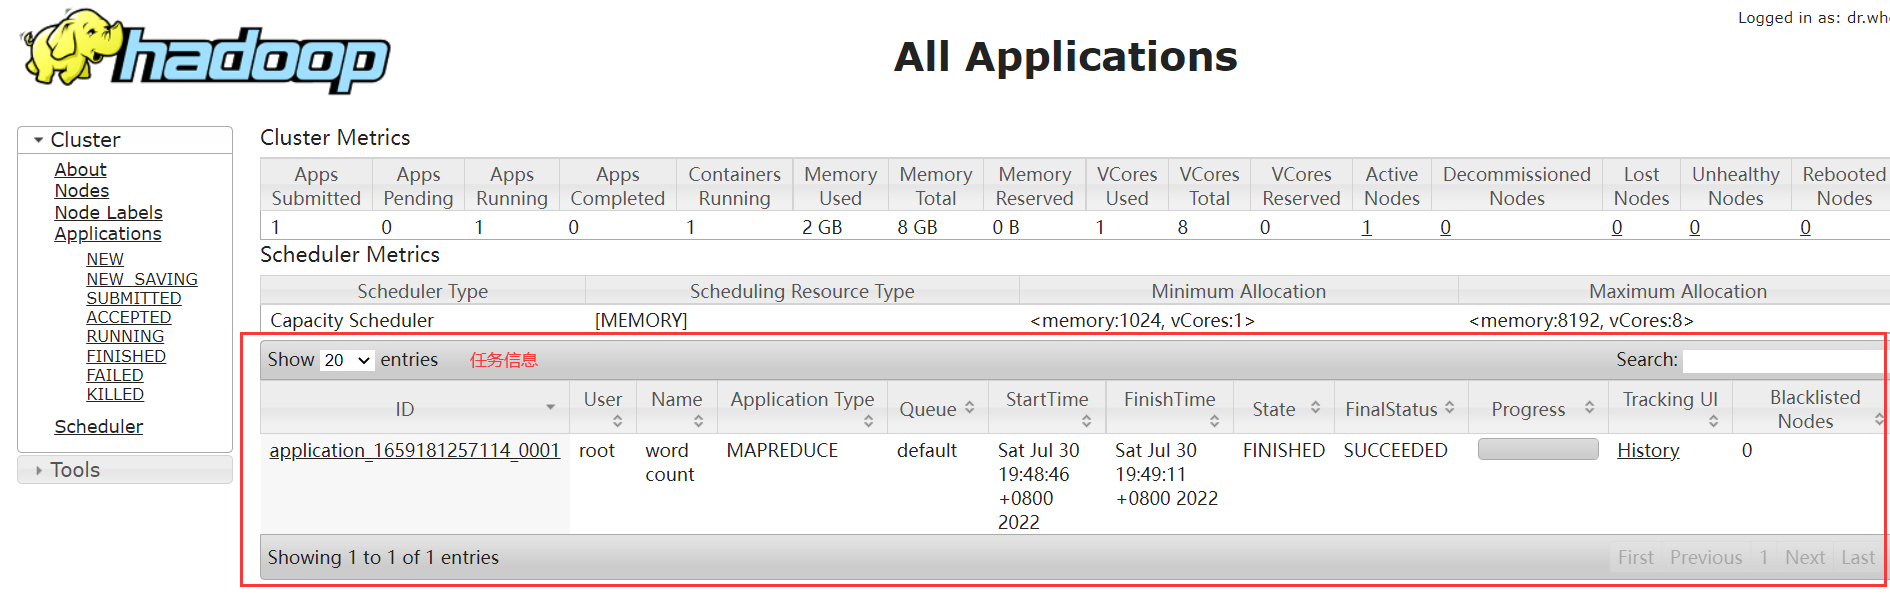 hadoop
Logged in as: dr.wh
All Applications
Cluster
About
Nodes
Node Labels
Applications
NEW
NEW_SAVING
SUBMITTED
ACCEPTED
RUNNING
FINISHED
FAILED
KILLED
Scheduler
Tools
Cluster Metrics
Apps Submitted Apps Pending Apps Running Apps Completed Containers Running Memory Used Memory Total Memory Reserved VCores Used VCores Total VCores Reserved Active Nodes Decommissioned Nodes Lost Nodes Unhealthy Nodes Rebooted Nodes
1 0 1 0 1 2 GB 8 GB 0 B 1 8 0 1 0 0 0 0
Scheduler Metrics
Scheduler Type Scheduling Resource Type Minimum Allocation Maximum Allocation
Capacity Scheduler [MEMORY] <memory:1024, vCores:1> <memory:8192, vCores:8>
Show 20 entries 任务信息 Search:
ID User Name Application Type Queue StartTime FinishTime State FinalStatus Progress Tracking UI Blacklisted Nodes
application_1659181257114_0001 root word count MAPREDUCE default Sat Jul 30 19:48:46 +0800 2022 Sat Jul 30 19:49:11 +0800 2022 FINISHED SUCCEEDED History 0
Showing 1 to 1 of 1 entries First Previous 1 Next Last